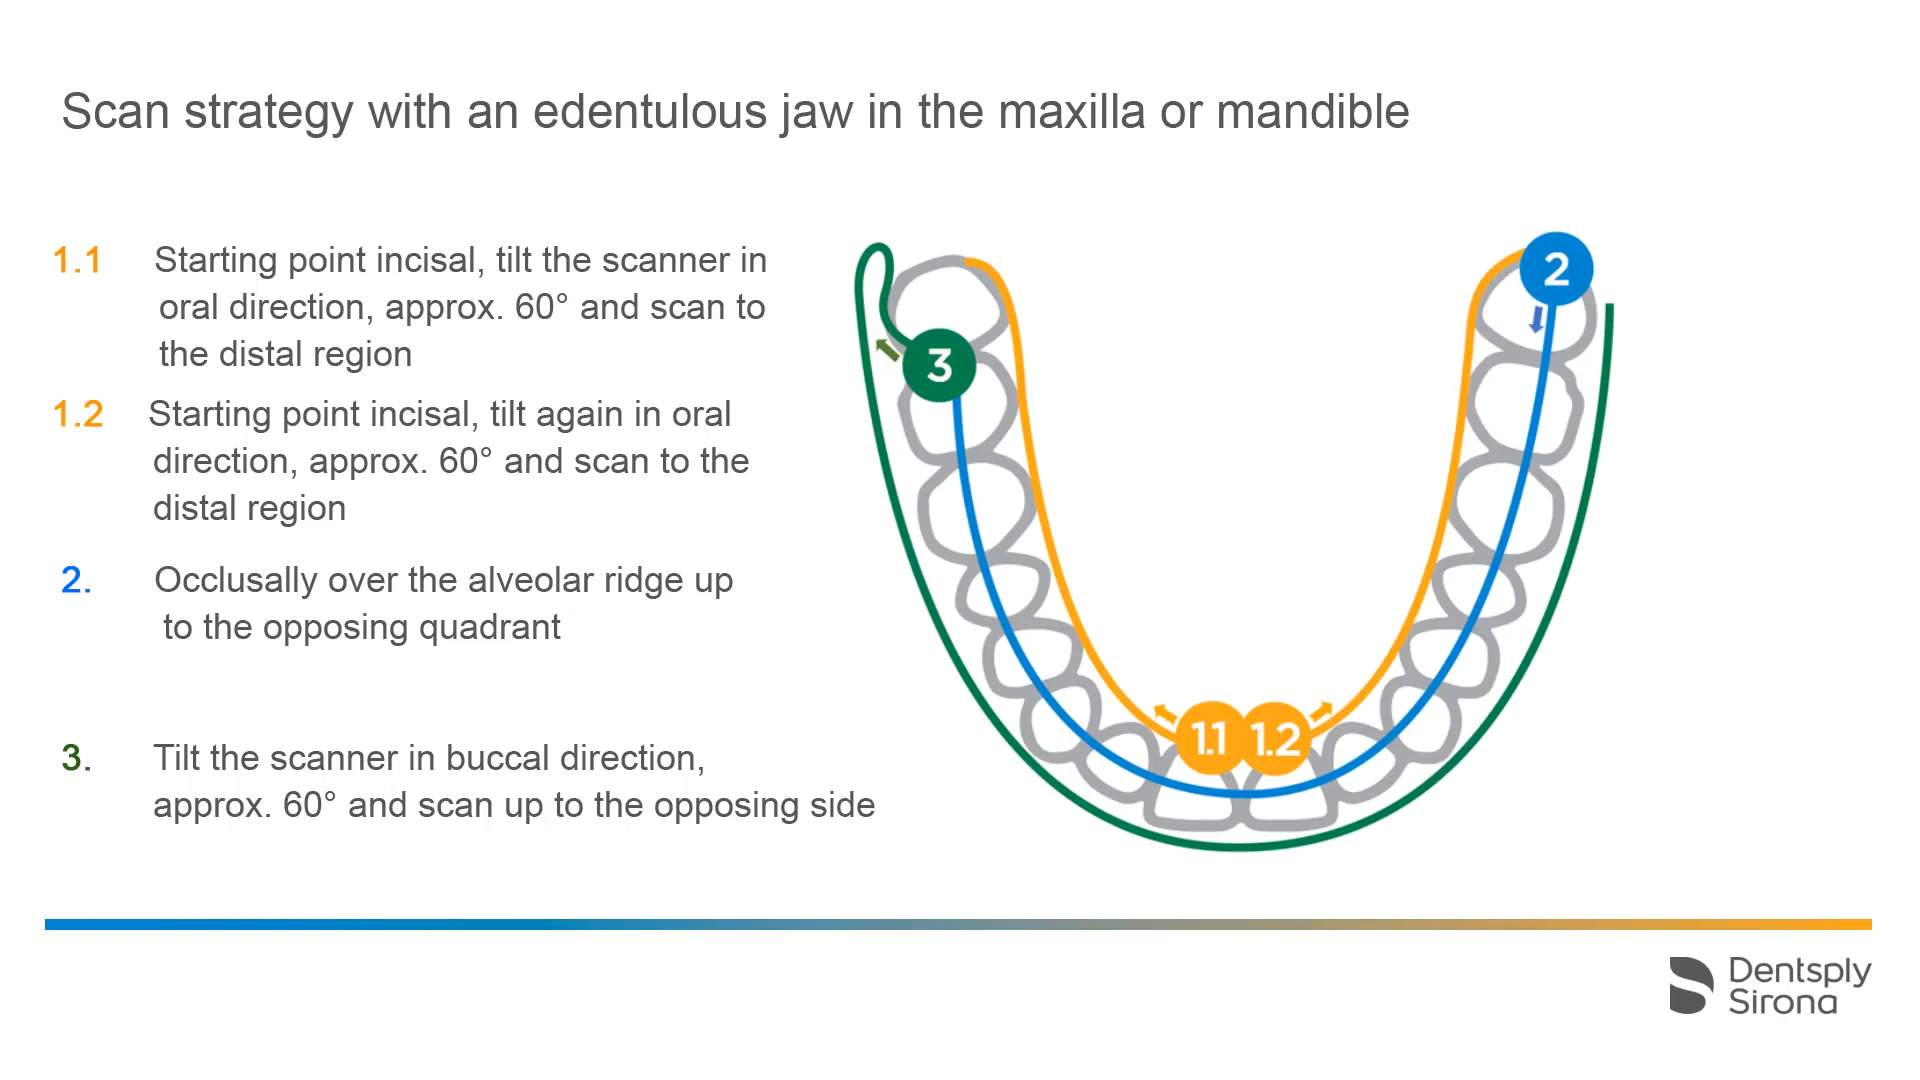 Scan strategy with an edentulous jaw in the maxilla or mandible
1.1 Starting point incisal, tilt the scanner in
oral direction, approx. 60° and scan to
the distal region
1.2 Starting point incisal, tilt again in oral
direction, approx. 60° and scan to the
distal region
2. Occlusally over the alveolar ridge up
to the opposing quadrant
3. Tilt the scanner in buccal direction,
approx. 60° and scan up to the opposing side
2
3
1.1 1.2
Dentsply
Sirona